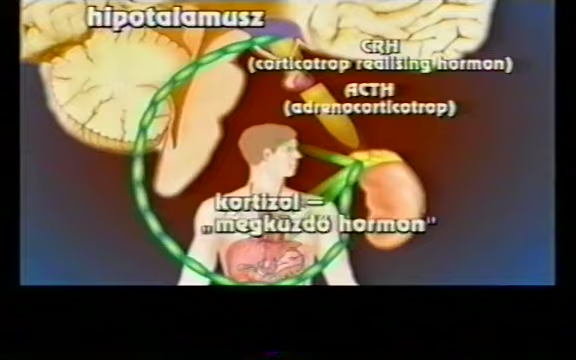 hipotalamusz
CRH
(corticotrop realising hormon)
ACTH
(adrenocorticotrop)
kortizol –
„megküzdő hormon"